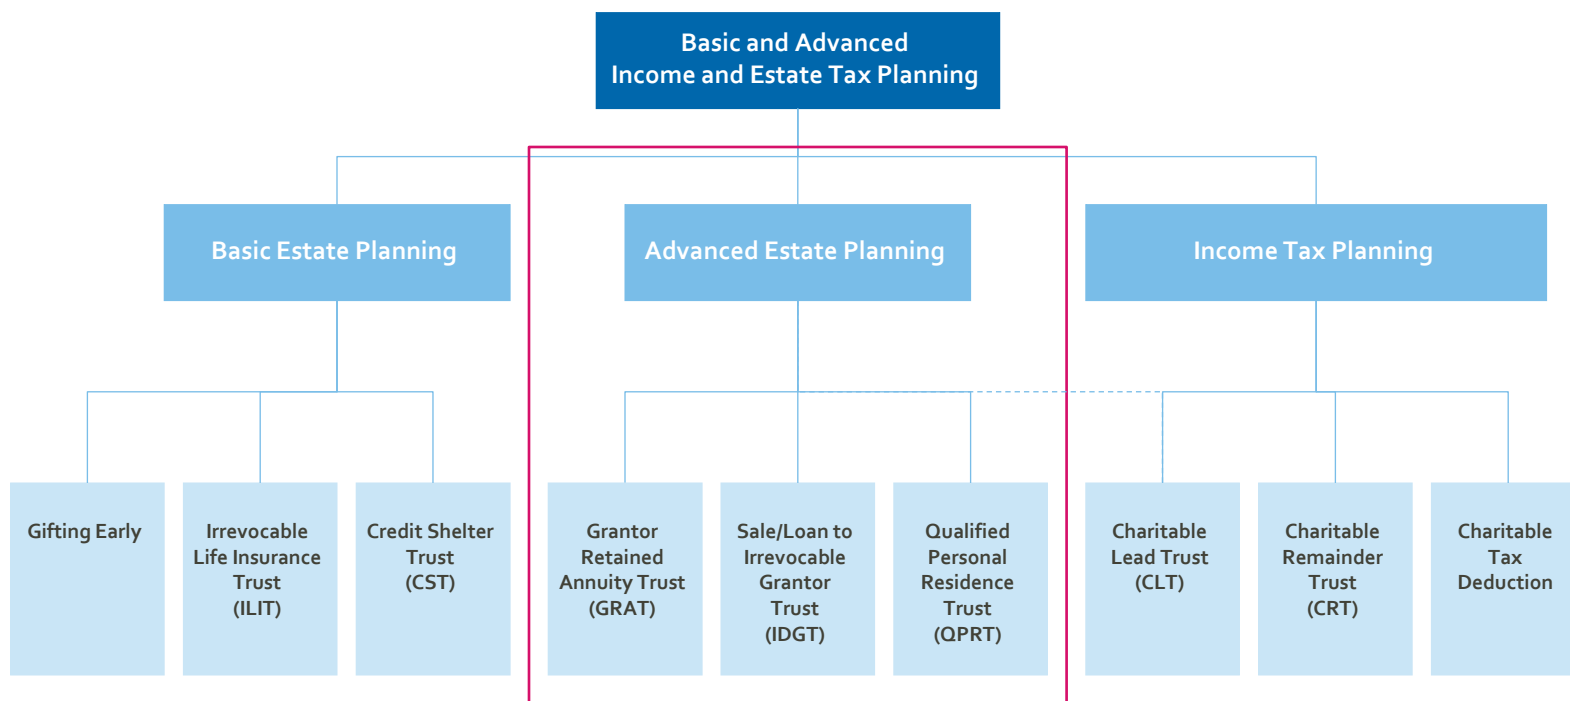 Basic and Advanced
Income and Estate Tax Planning
Basic Estate Planning
Advanced Estate Planning
Income Tax Planning
Gifting Early
Irrevocable
Life Insurance
Trust
(ILIT)
Credit Shelter
Trust
(CST)
Grantor
Retained
Annuity Trust
(GRAT)
Sale/Loan to
Irrevocable
Grantor
Trust
(IDGT)
Qualified
Personal
Residence
Trust
(QPRT)
Charitable
Lead Trust
(CLT)
Charitable
Remainder
Trust
(CRT)
Charitable
Tax
Deduction